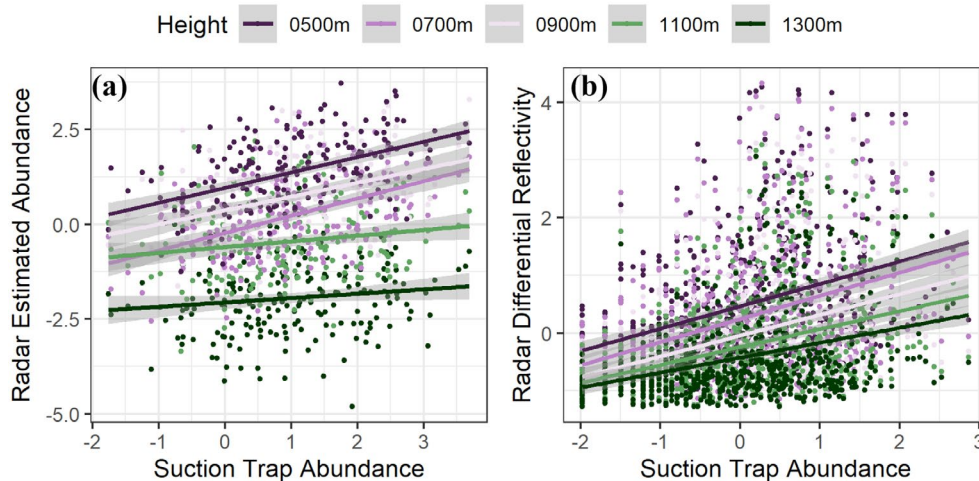 Height 0500m 0700m 0900m 1100m 1300m
(a)
Radar Estimated Abundance
2.5
0.0
-2.5
-5.0
-2 -1 0 1 2 3
Suction Trap Abundance
(b)
Radar Differential Reflectivity
4
2
0
-2 -1 0 1 2 3
Suction Trap Abundance